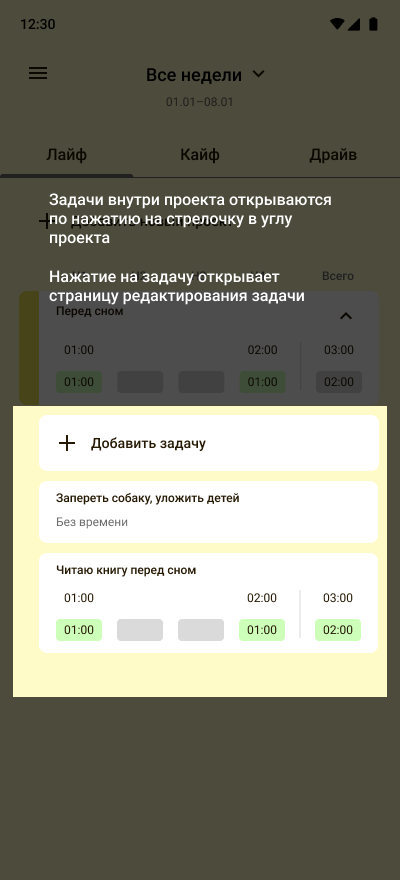 12:30
Все недели
01.01–08.01
Лайф Кайф Драйв
Задачи внутри проекта открываются
по нажатию на стрелочку в углу
проекта
Нажатие на задачу открывает
Всего
страницу редактирования задачи
Перед сном
01:00 02:00 03:00
01:00 01:00 02:00
Добавить задачу
Запереть собаку, уложить детей
Без времени
Читаю книгу перед сном
01:00 02:00 03:00
01:00 01:00 02:00